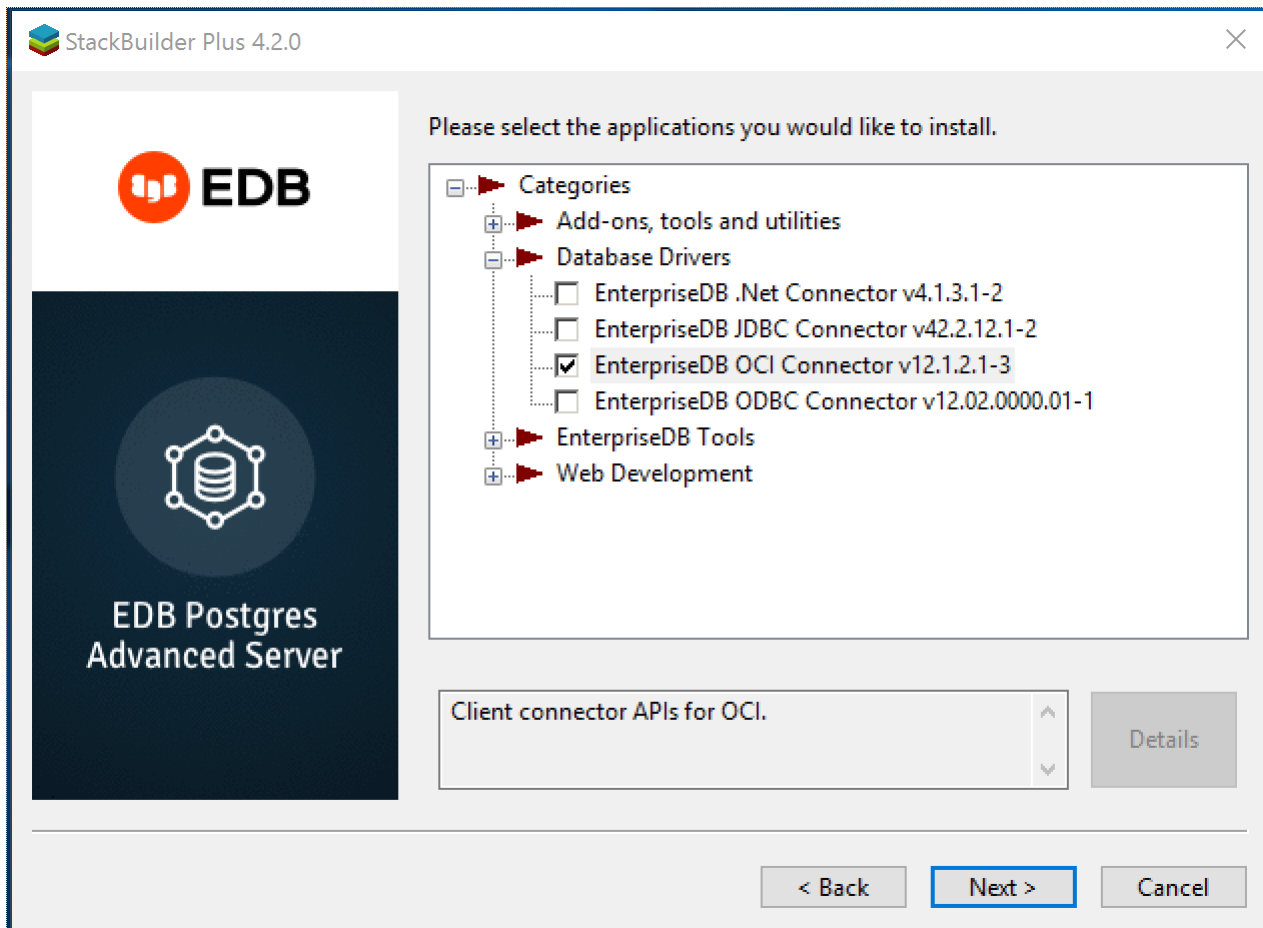 StackBuilder Plus 4.2.0
EDB
EDB Postgres
Advanced Server
Please select the applications you would like to install.
Categories
Add-ons, tools and utilities
Database Drivers
EnterpriseDB .Net Connector v4.1.3.1-2
EnterpriseDB JDBC Connector v42.2.12.1-2
EnterpriseDB OCI Connector v12.1.2.1-3
EnterpriseDB ODBC Connector v12.02.0000.01-1
EnterpriseDB Tools
Web Development
Client connector APIs for OCI.
Details
< Back
Next >
Cancel